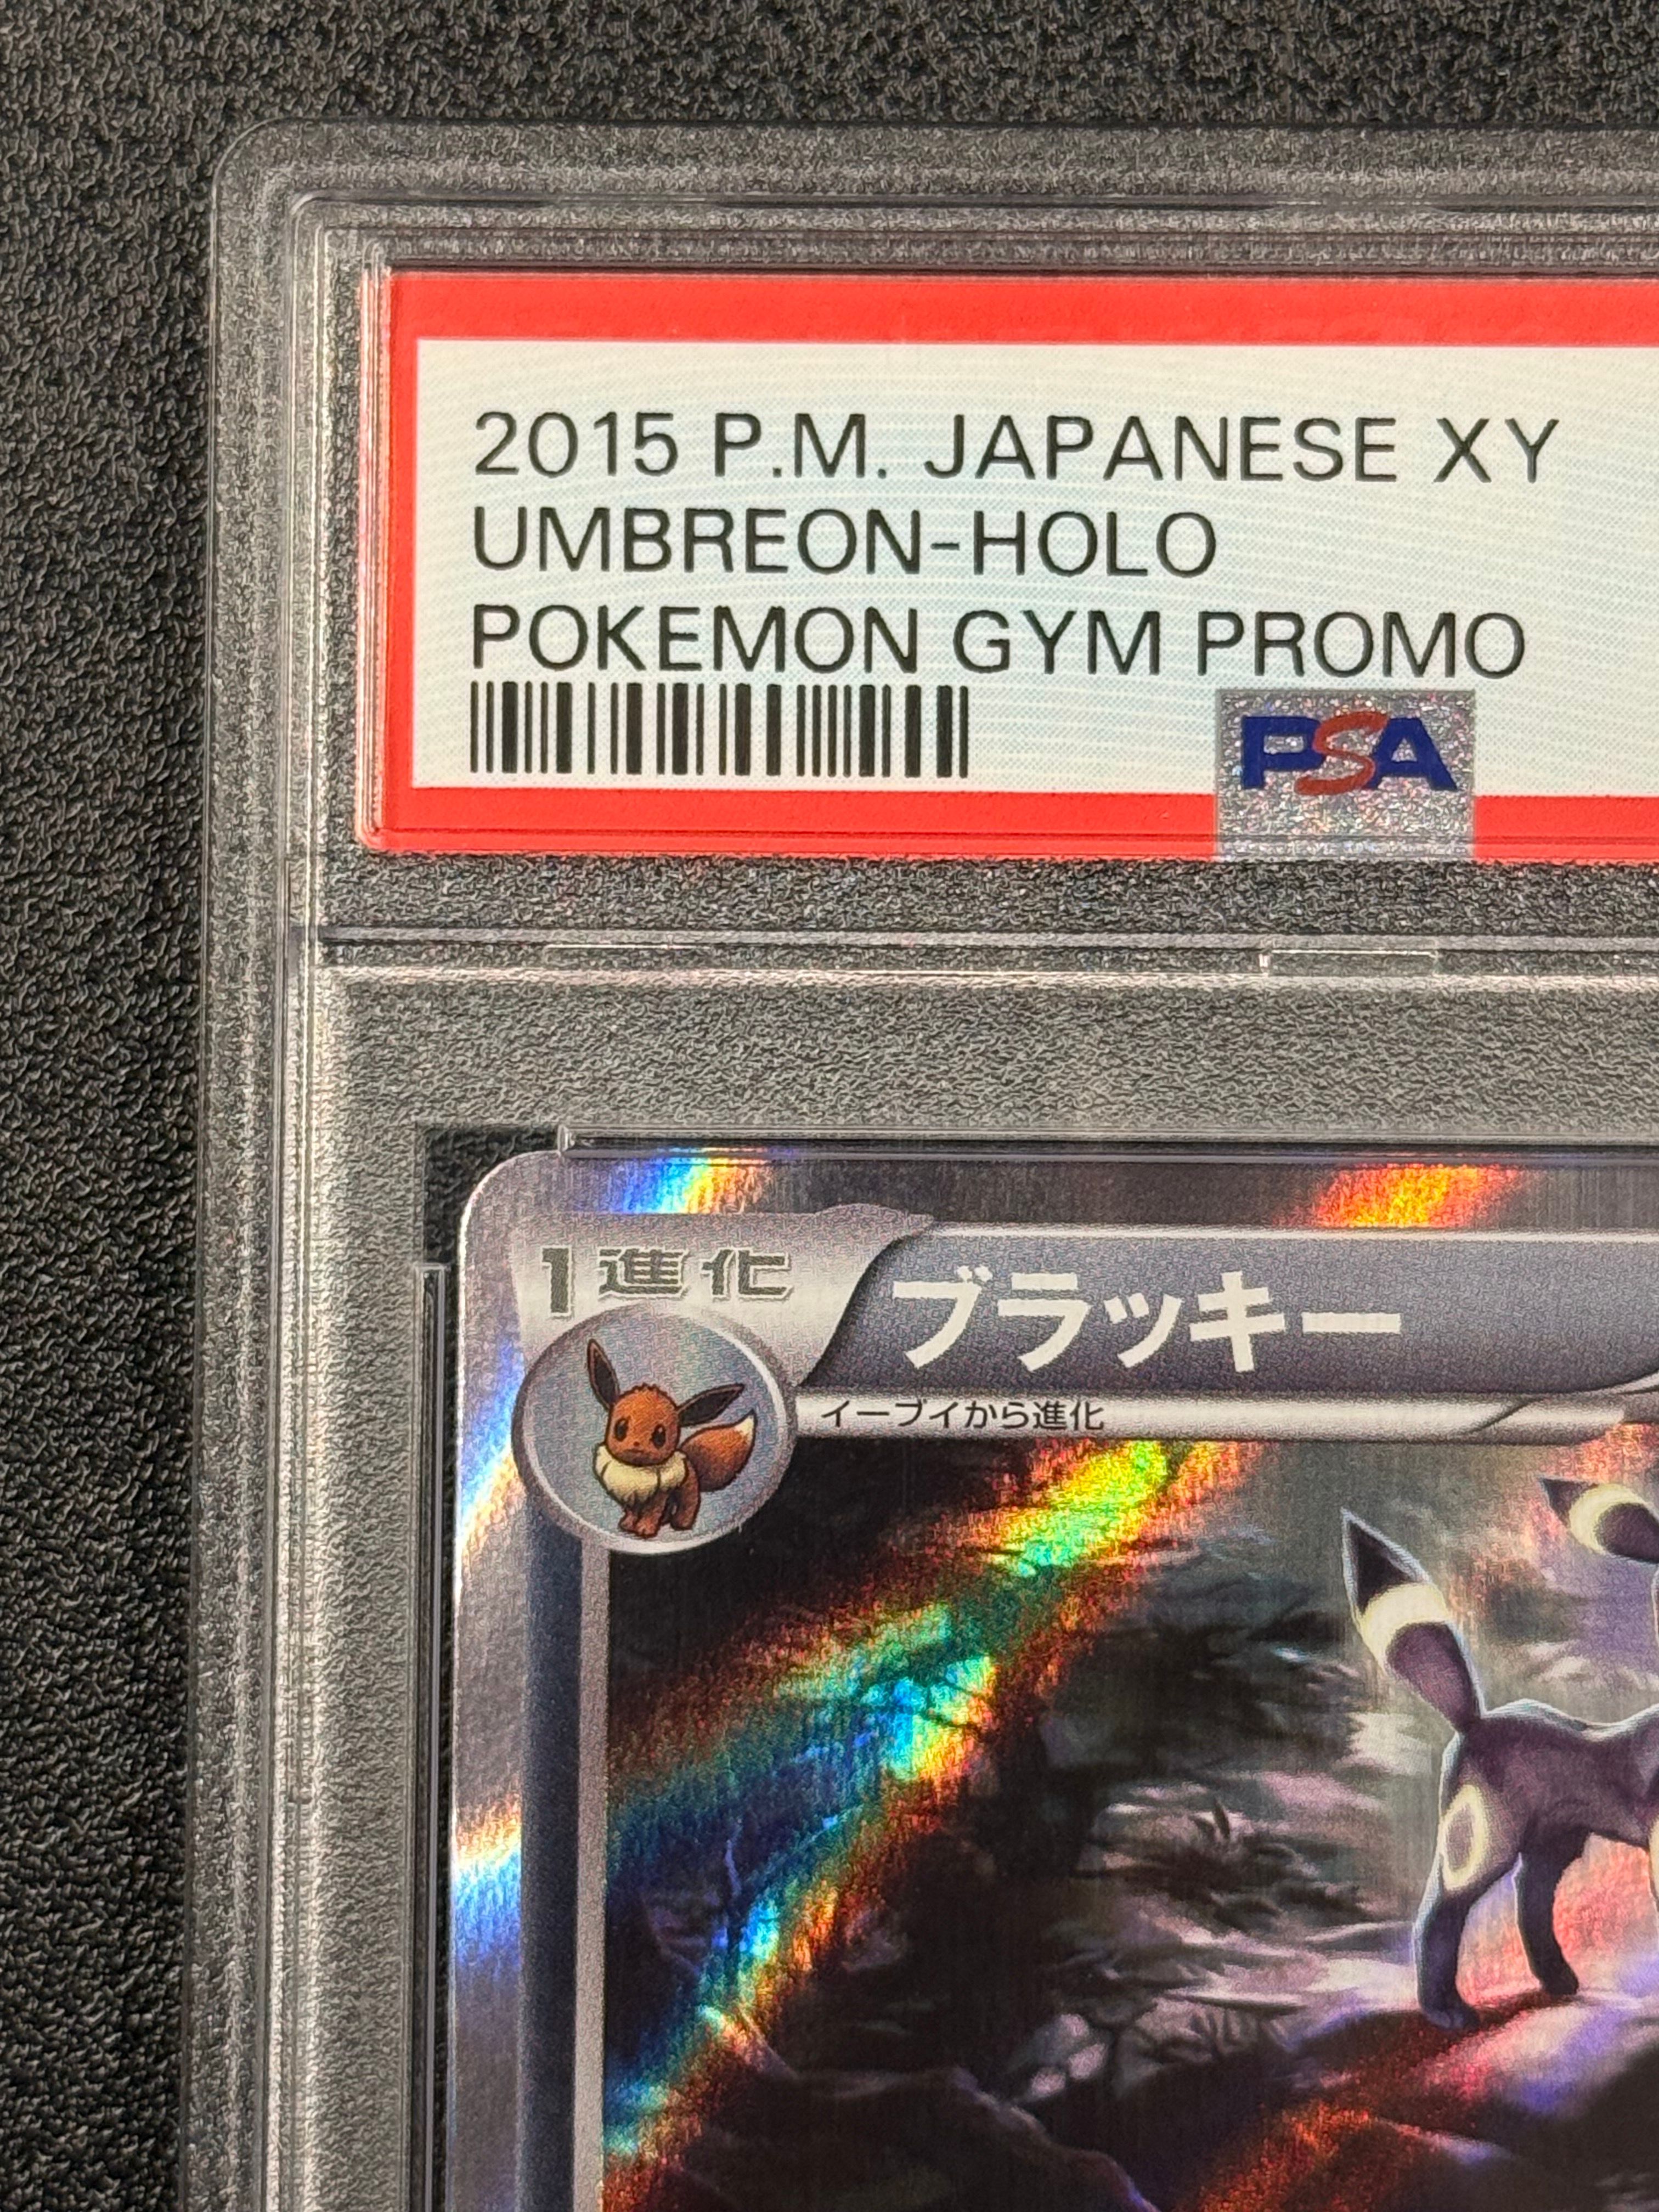 2015 P.M. JAPANESE XY
UMBREON-HOLO
POKEMON GYM PROMO
PSA
1 進化
ブラッキー
イーブイから進化